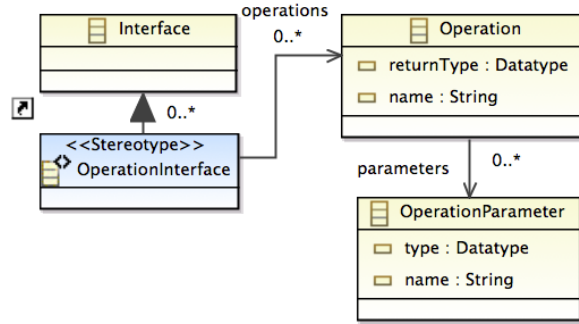 operations
Interface
0..*
Operation
returnType : Datatype
name : String
0..*
<<Stereotype>>
OperationInterface
parameters
0..*
OperationParameter
type : Datatype
name : String